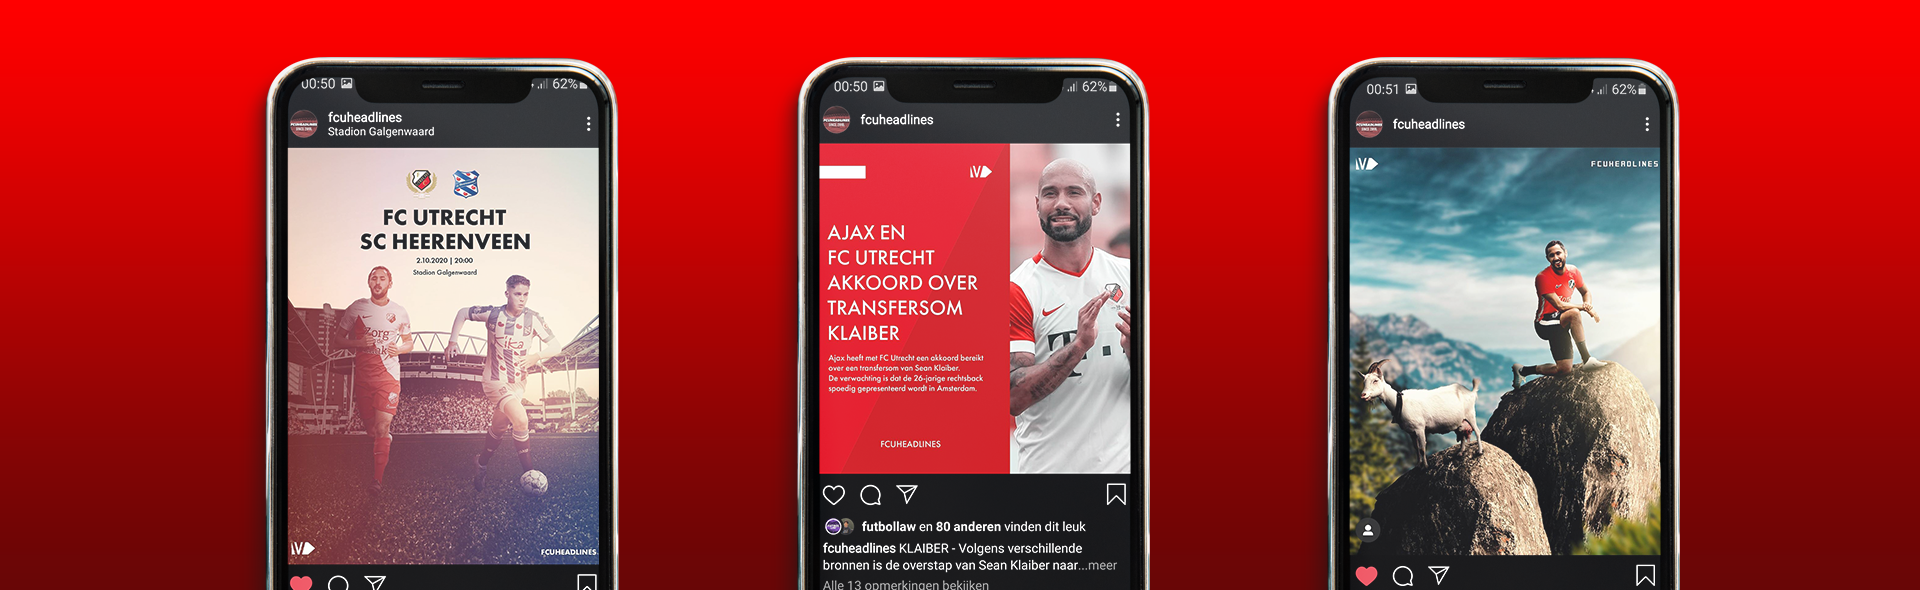 00:50
62%
fcuheadlines
Stadion Galgenwaard
FC UTRECHT
SC HEERENVEEN
2.10.2020 | 20:00
Stadion Galgenwaard
Zorg
FCUHEADLINES
00:50
62%
fcuheadlines
AJAX EN
FC UTRECHT
AKKOORD OVER
TRANSFERSOM
KLAIBER
Ajax heeft met FC Utrecht een akkoord bereikt
over een transfersom van Sean Klaiber.
De verwachting is dat de 26-jarige rechtsback
spoedig gepresenteerd wordt in Amsterdam.
FCUHEADLINES
futbollaw en 80 anderen vinden dit leuk
fcuheadlines KLAIBER - Volgens verschillende
bronnen is de overstap van Sean Klaiber naar...meer
Alle 13 opmerkingen bekijken
00:51
62%
fcuheadlines
FCUHEADLINES